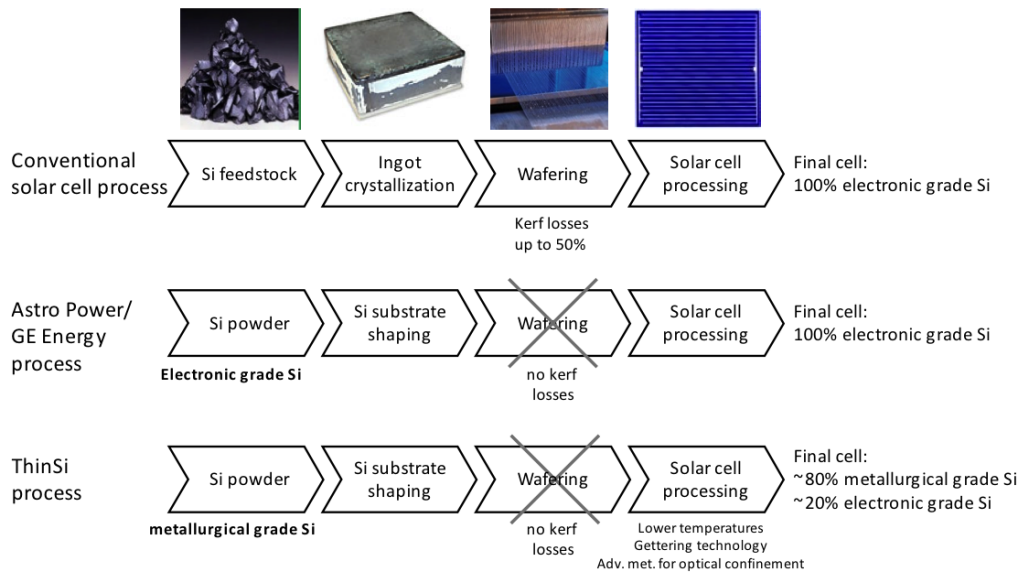 Conventional
solar cell process
Si feedstock
Ingot
crystallization
Wafering
Solar cell
processing
Final cell:
100% electronic grade Si
Kerf losses
up to 50%
Astro Power/
GE Energy
process
Si powder
Si substrate
shaping
Wafering
Solar cell
processing
Final cell:
100% electronic grade Si
Electronic grade Si
no kerf
losses
ThinSi
process
Si powder
Si substrate
shaping
Wafering
Solar cell
processing
Final cell:
~80% metallurgical grade Si
~20% electronic grade Si
metallurgical grade Si
no kerf
losses
Lower temperatures
Gettering technology
Adv. met. for optical confinement